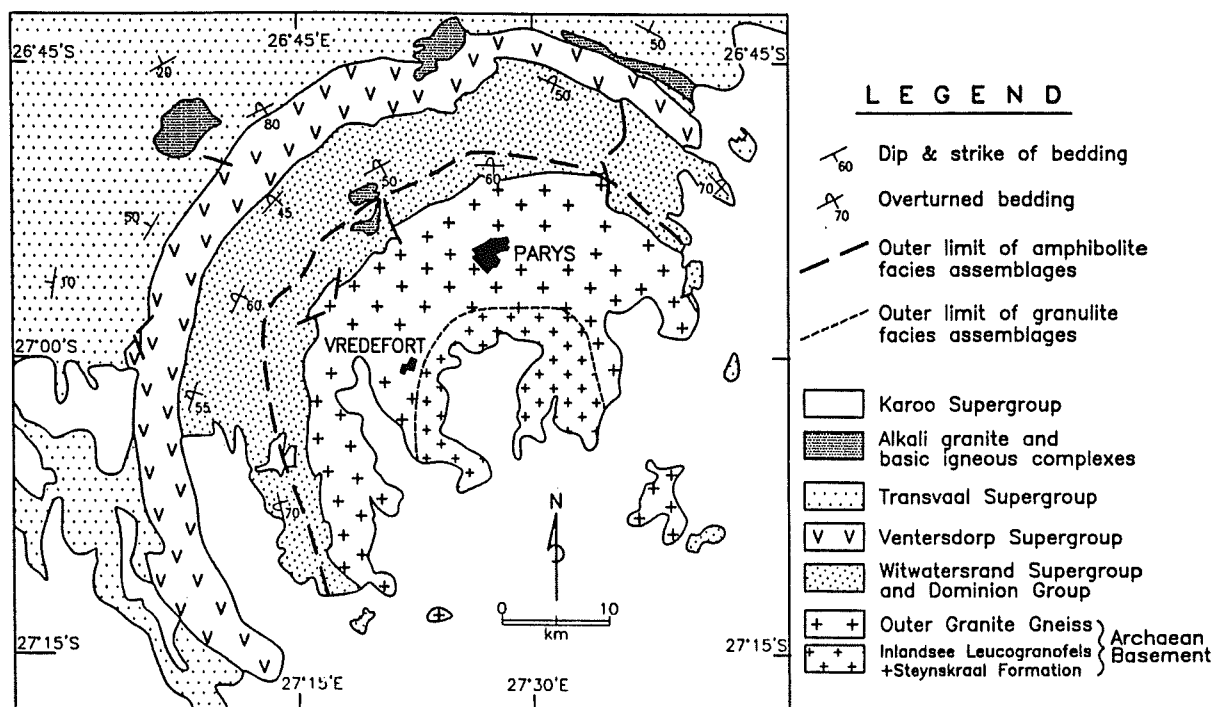 26°45'E
26°45'S
26°45'S
50
20
80
50
50
60
45
70
50
PARYS
10
60
27°00'S
VREDEFORT
55
70
N
0 10
km
27°15'S
27°15'S
27°15'E
27°30'E
LEGEND
60 Dip & strike of bedding
70 Overturned bedding
Outer limit of amphibolite
facies assemblages
Outer limit of granulite
facies assemblages
Karoo Supergroup
Alkali granite and
basic igneous complexes
Transvaal Supergroup
Ventersdorp Supergroup
Witwatersrand Supergroup
and Dominion Group
Outer Granite Gneiss
Inlandsee Leucogranofels
+Steynskraal Formation
Archaean
Basement